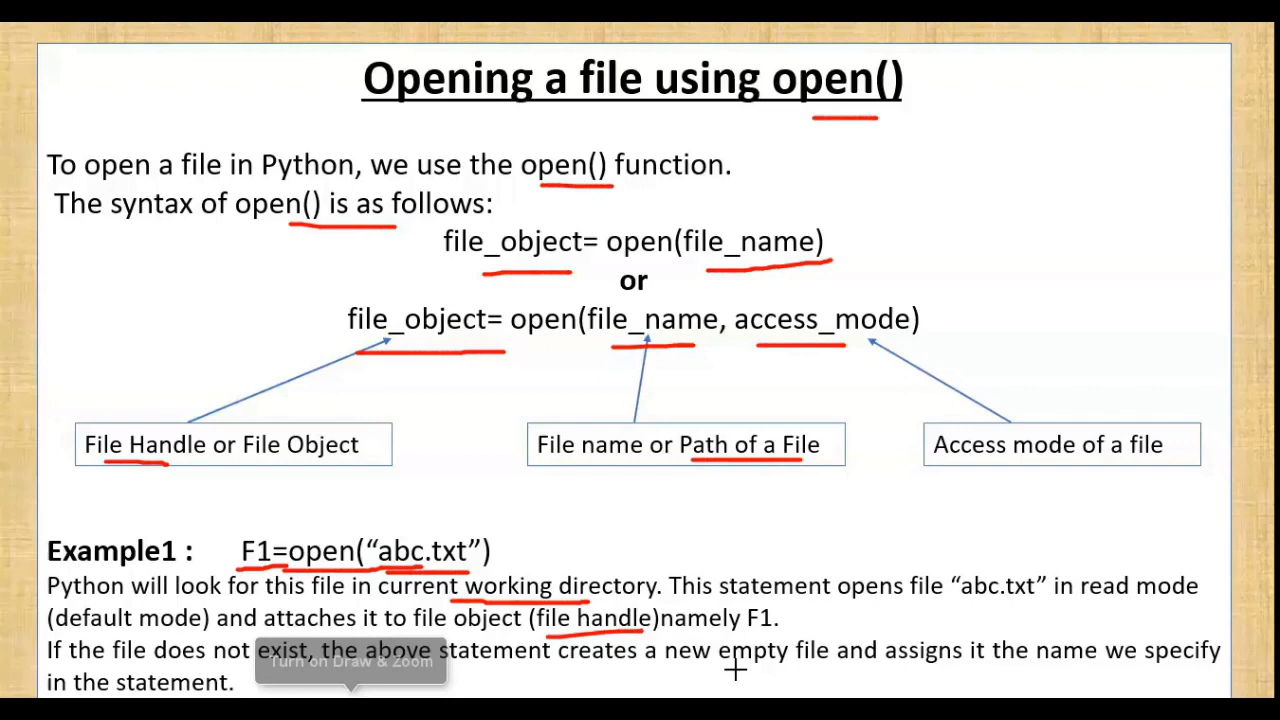 Opening a file using open()
To open a file in Python, we use the open() function.
The syntax of open() is as follows:
file_object= open(file_name)
or
file_object= open(file_name, access_mode)
File Handle or File Object
File name or Path of a File
Access mode of a file
Example1 : F1=open(“abc.txt”)
Python will look for this file in current working directory. This statement opens file “abc.txt” in read mode
(default mode) and attaches it to file object (file handle)namely F1.
If the file does not exist, the above statement creates a new empty file and assigns it the name we specify
Turn on Draw & Zoom
in the statement.